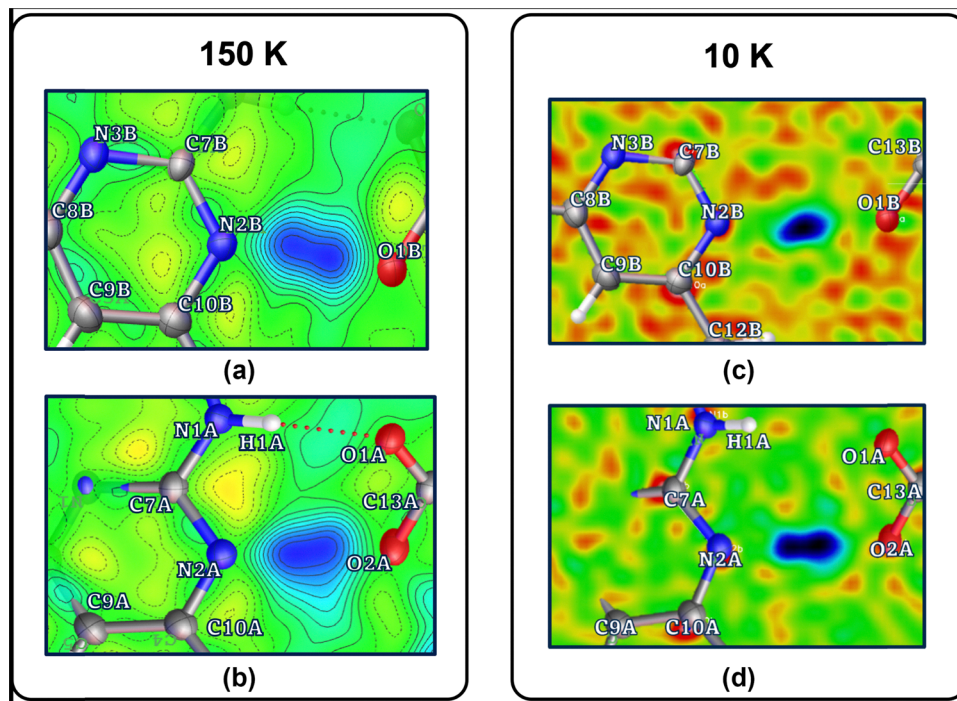 150 K
N3B
C7B
N2B
C8B
O1B
C9B
C10B
(a)
N1A
H1A
O1A
C7A
C13A
N2A
O2A
C9A
C10A
(b)
10 K
C13B
N3B
C7B
C8B
N2B
O1B
C9B
C10B
C12B
(c)
N1A
H1A
O1A
C7A
C13A
N2A
O2A
C9A
C10A
(d)